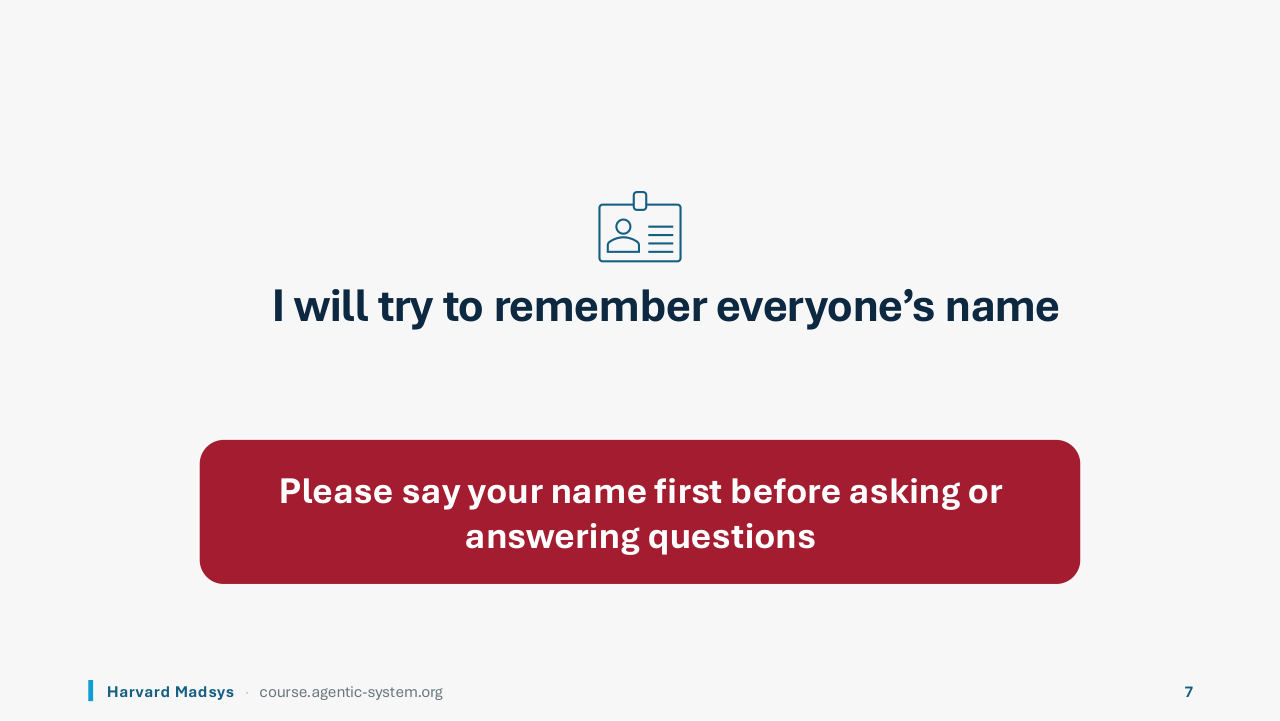 I will try to remember everyone’s name
Please say your name first before asking or
answering questions
Harvard Madsys · course.agentic-system.org
7